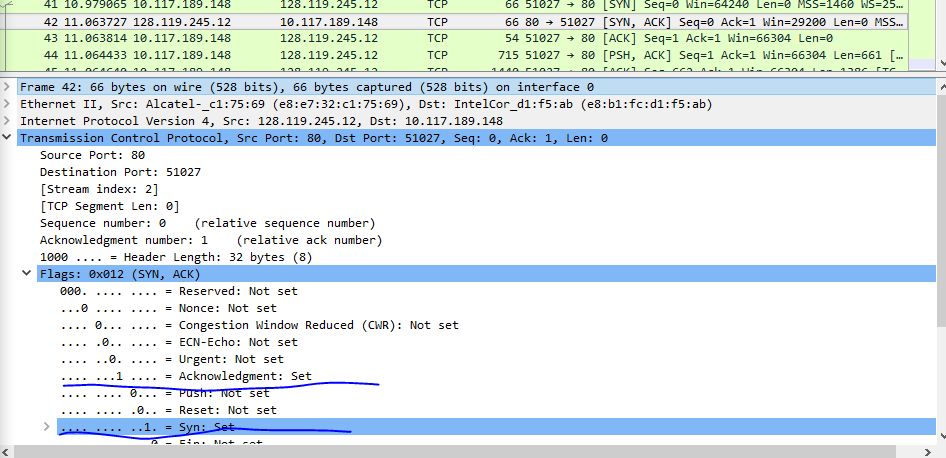 41 10.979065 10.117.189.148 128.119.245.12 TCP 66 51027 → 80 [SYN] Seq=0 Win=64240 Len=0 MSS=1460 WS=25…
42 11.063727 128.119.245.12 10.117.189.148 TCP 66 80 → 51027 [SYN, ACK] Seq=0 Ack=1 Win=29200 Len=0 MSS…
43 11.063814 10.117.189.148 128.119.245.12 TCP 54 51027 → 80 [ACK] Seq=1 Ack=1 Win=66304 Len=0
44 11.064433 10.117.189.148 128.119.245.12 TCP 715 51027 → 80 [PSH, ACK] Seq=1 Ack=1 Win=66304 Len=661 […
Frame 42: 66 bytes on wire (528 bits), 66 bytes captured (528 bits) on interface 0
Ethernet II, Src: Alcatel-_c1:75:69 (e8:e7:32:c1:75:69), Dst: IntelCor_d1:f5:ab (e8:b1:fc:d1:f5:ab)
Internet Protocol Version 4, Src: 128.119.245.12, Dst: 10.117.189.148
Transmission Control Protocol, Src Port: 80, Dst Port: 51027, Seq: 0, Ack: 1, Len: 0
Source Port: 80
Destination Port: 51027
[Stream index: 2]
[TCP Segment Len: 0]
Sequence number: 0 (relative sequence number)
Acknowledgment number: 1 (relative ack number)
1000 .... = Header Length: 32 bytes (8)
Flags: 0x012 (SYN, ACK)
000. .... .... = Reserved: Not set
...0 .... .... = Nonce: Not set
.... 0... .... = Congestion Window Reduced (CWR): Not set
.... .0.. .... = ECN-Echo: Not set
.... ..0. .... = Urgent: Not set
.... ...1 .... = Acknowledgment: Set
.... .... 0... = Push: Not set
.... .... .0.. = Reset: Not set
.... .... ..1. = Syn: Set